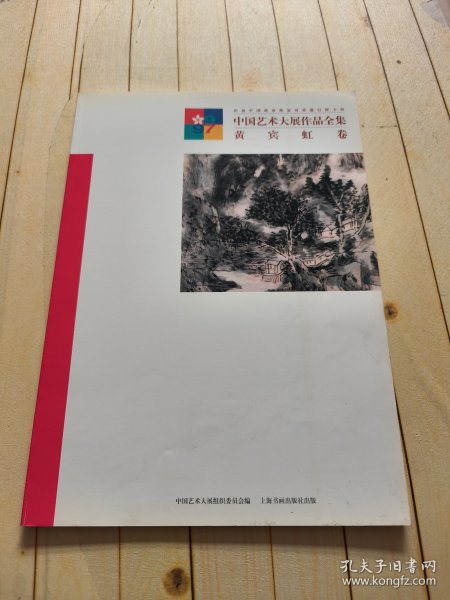 97
中国艺术大展作品全集
黄宾虹卷
中国艺术大展组织委员会编 上海书画出版社出版
孔夫子旧书网
www.kongfz.com